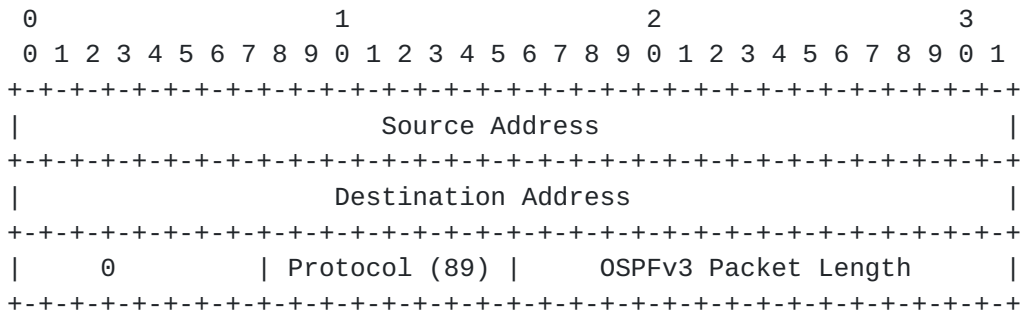 0                   1                   2                   3
 0 1 2 3 4 5 6 7 8 9 0 1 2 3 4 5 6 7 8 9 0 1 2 3 4 5 6 7 8 9 0 1
+-+-+-+-+-+-+-+-+-+-+-+-+-+-+-+-+-+-+-+-+-+-+-+-+-+-+-+-+-+-+-+-+
|                       Source Address                          |
+-+-+-+-+-+-+-+-+-+-+-+-+-+-+-+-+-+-+-+-+-+-+-+-+-+-+-+-+-+-+-+-+
|                    Destination Address                        |
+-+-+-+-+-+-+-+-+-+-+-+-+-+-+-+-+-+-+-+-+-+-+-+-+-+-+-+-+-+-+-+-+
|     0         | Protocol (89) |     OSPFv3 Packet Length      |
+-+-+-+-+-+-+-+-+-+-+-+-+-+-+-+-+-+-+-+-+-+-+-+-+-+-+-+-+-+-+-+-+